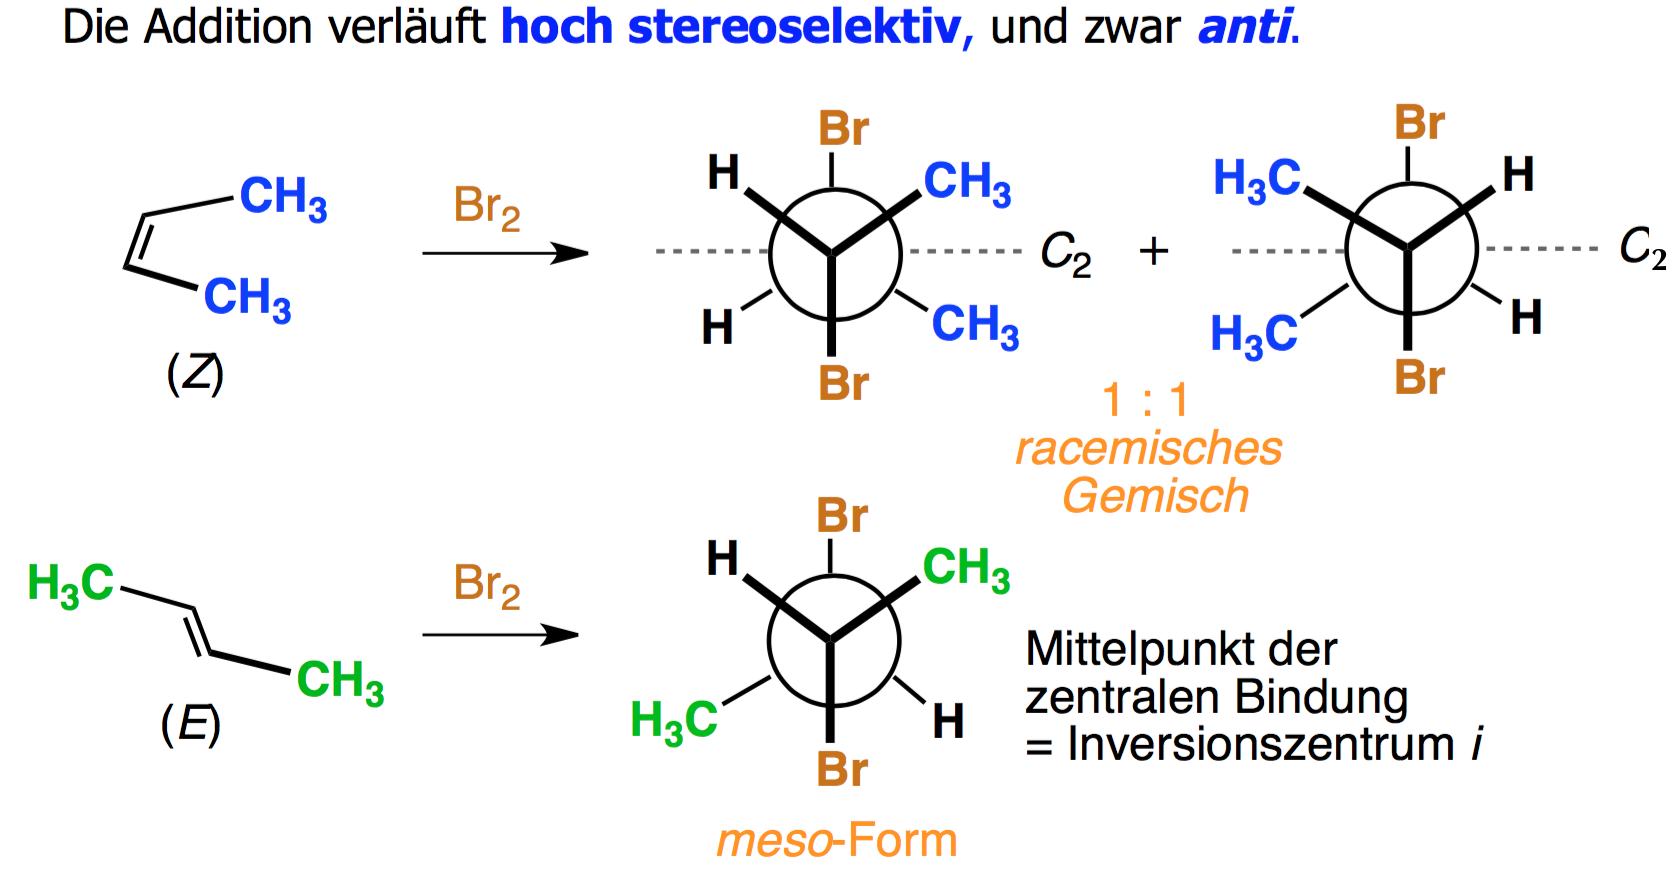 Die Addition verläuft hoch stereoselektiv, und zwar anti.
Br Br
H CH₃ H₃C H
CH₃ Br₂
C₂ + C₂
CH₃ H CH₃ H₃C H
(Z) Br Br
1 : 1
racemisches
Gemisch
Br
H CH₃
H₃C Br₂
CH₃
(E) H₃C H
Br
Mittelpunkt der
zentralen Bindung
= Inversionszentrum i
meso-Form